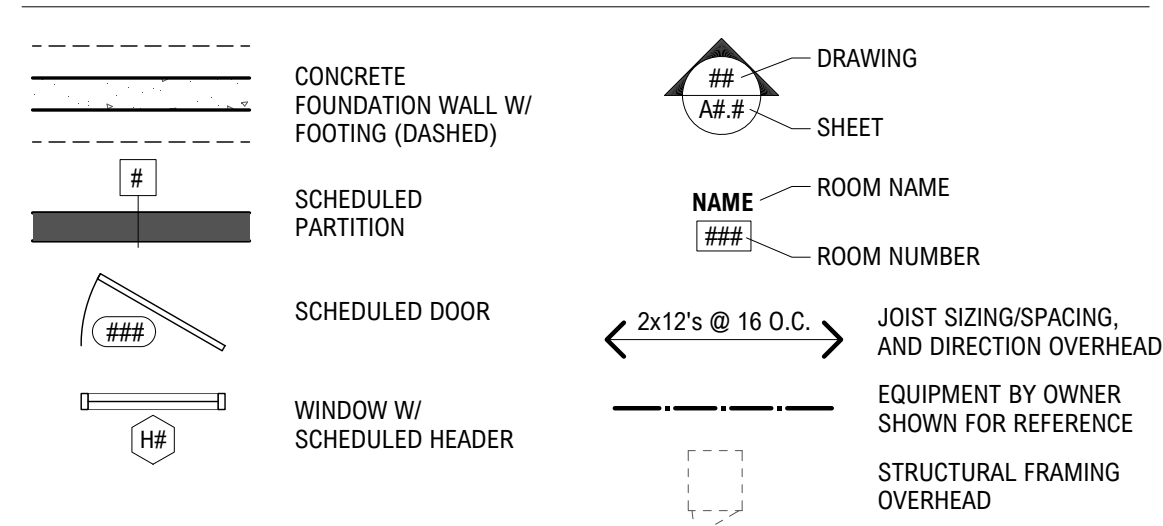 CONCRETE
FOUNDATION WALL W/
FOOTING (DASHED)
#
SCHEDULED
PARTITION
###
SCHEDULED DOOR
H#
WINDOW W/
SCHEDULED HEADER
##
A#.#
DRAWING
SHEET
NAME
###
ROOM NAME
ROOM NUMBER
2x12's @ 16 O.C.
JOIST SIZING/SPACING,
AND DIRECTION OVERHEAD
EQUIPMENT BY OWNER
SHOWN FOR REFERENCE
STRUCTURAL FRAMING
OVERHEAD